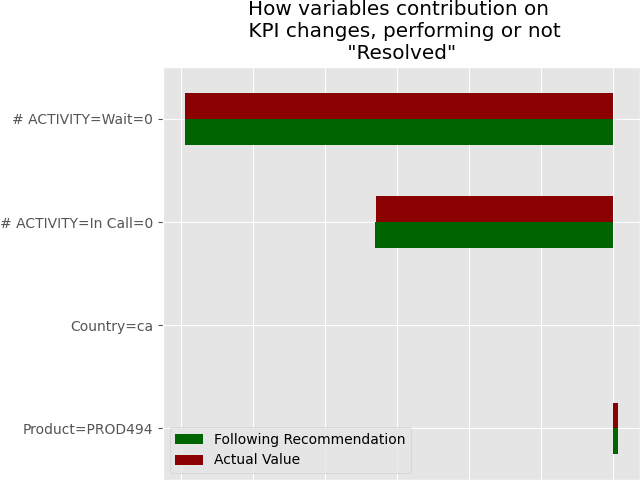 How variables contribution on
KPI changes, performing or not
"Resolved"
# ACTIVITY=Wait=0
# ACTIVITY=In Call=0
Country=ca
Product=PROD494
Following Recommendation
Actual Value